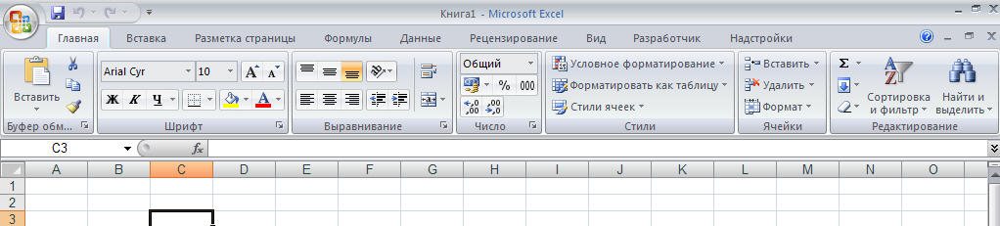 Книга1 - Microsoft Excel
Главная Вставка Разметка страницы Формулы Данные Рецензирование Вид Разработчик Надстройки
Вставить
Буфер обм...
Arial Cyr 10 A A
Ж К Ч А
Шрифт
Выравнивание
Общий
% 000
,00 ,0
Число
Условное форматирование
Форматировать как таблицу
Стили ячеек
Стили
Вставить
Удалить
Формат
Ячейки
Σ
Сортировка и фильтр
Найти и выделить
Редактирование
C3 fx
A B C D E F G H I J K L M N O
1
2
3